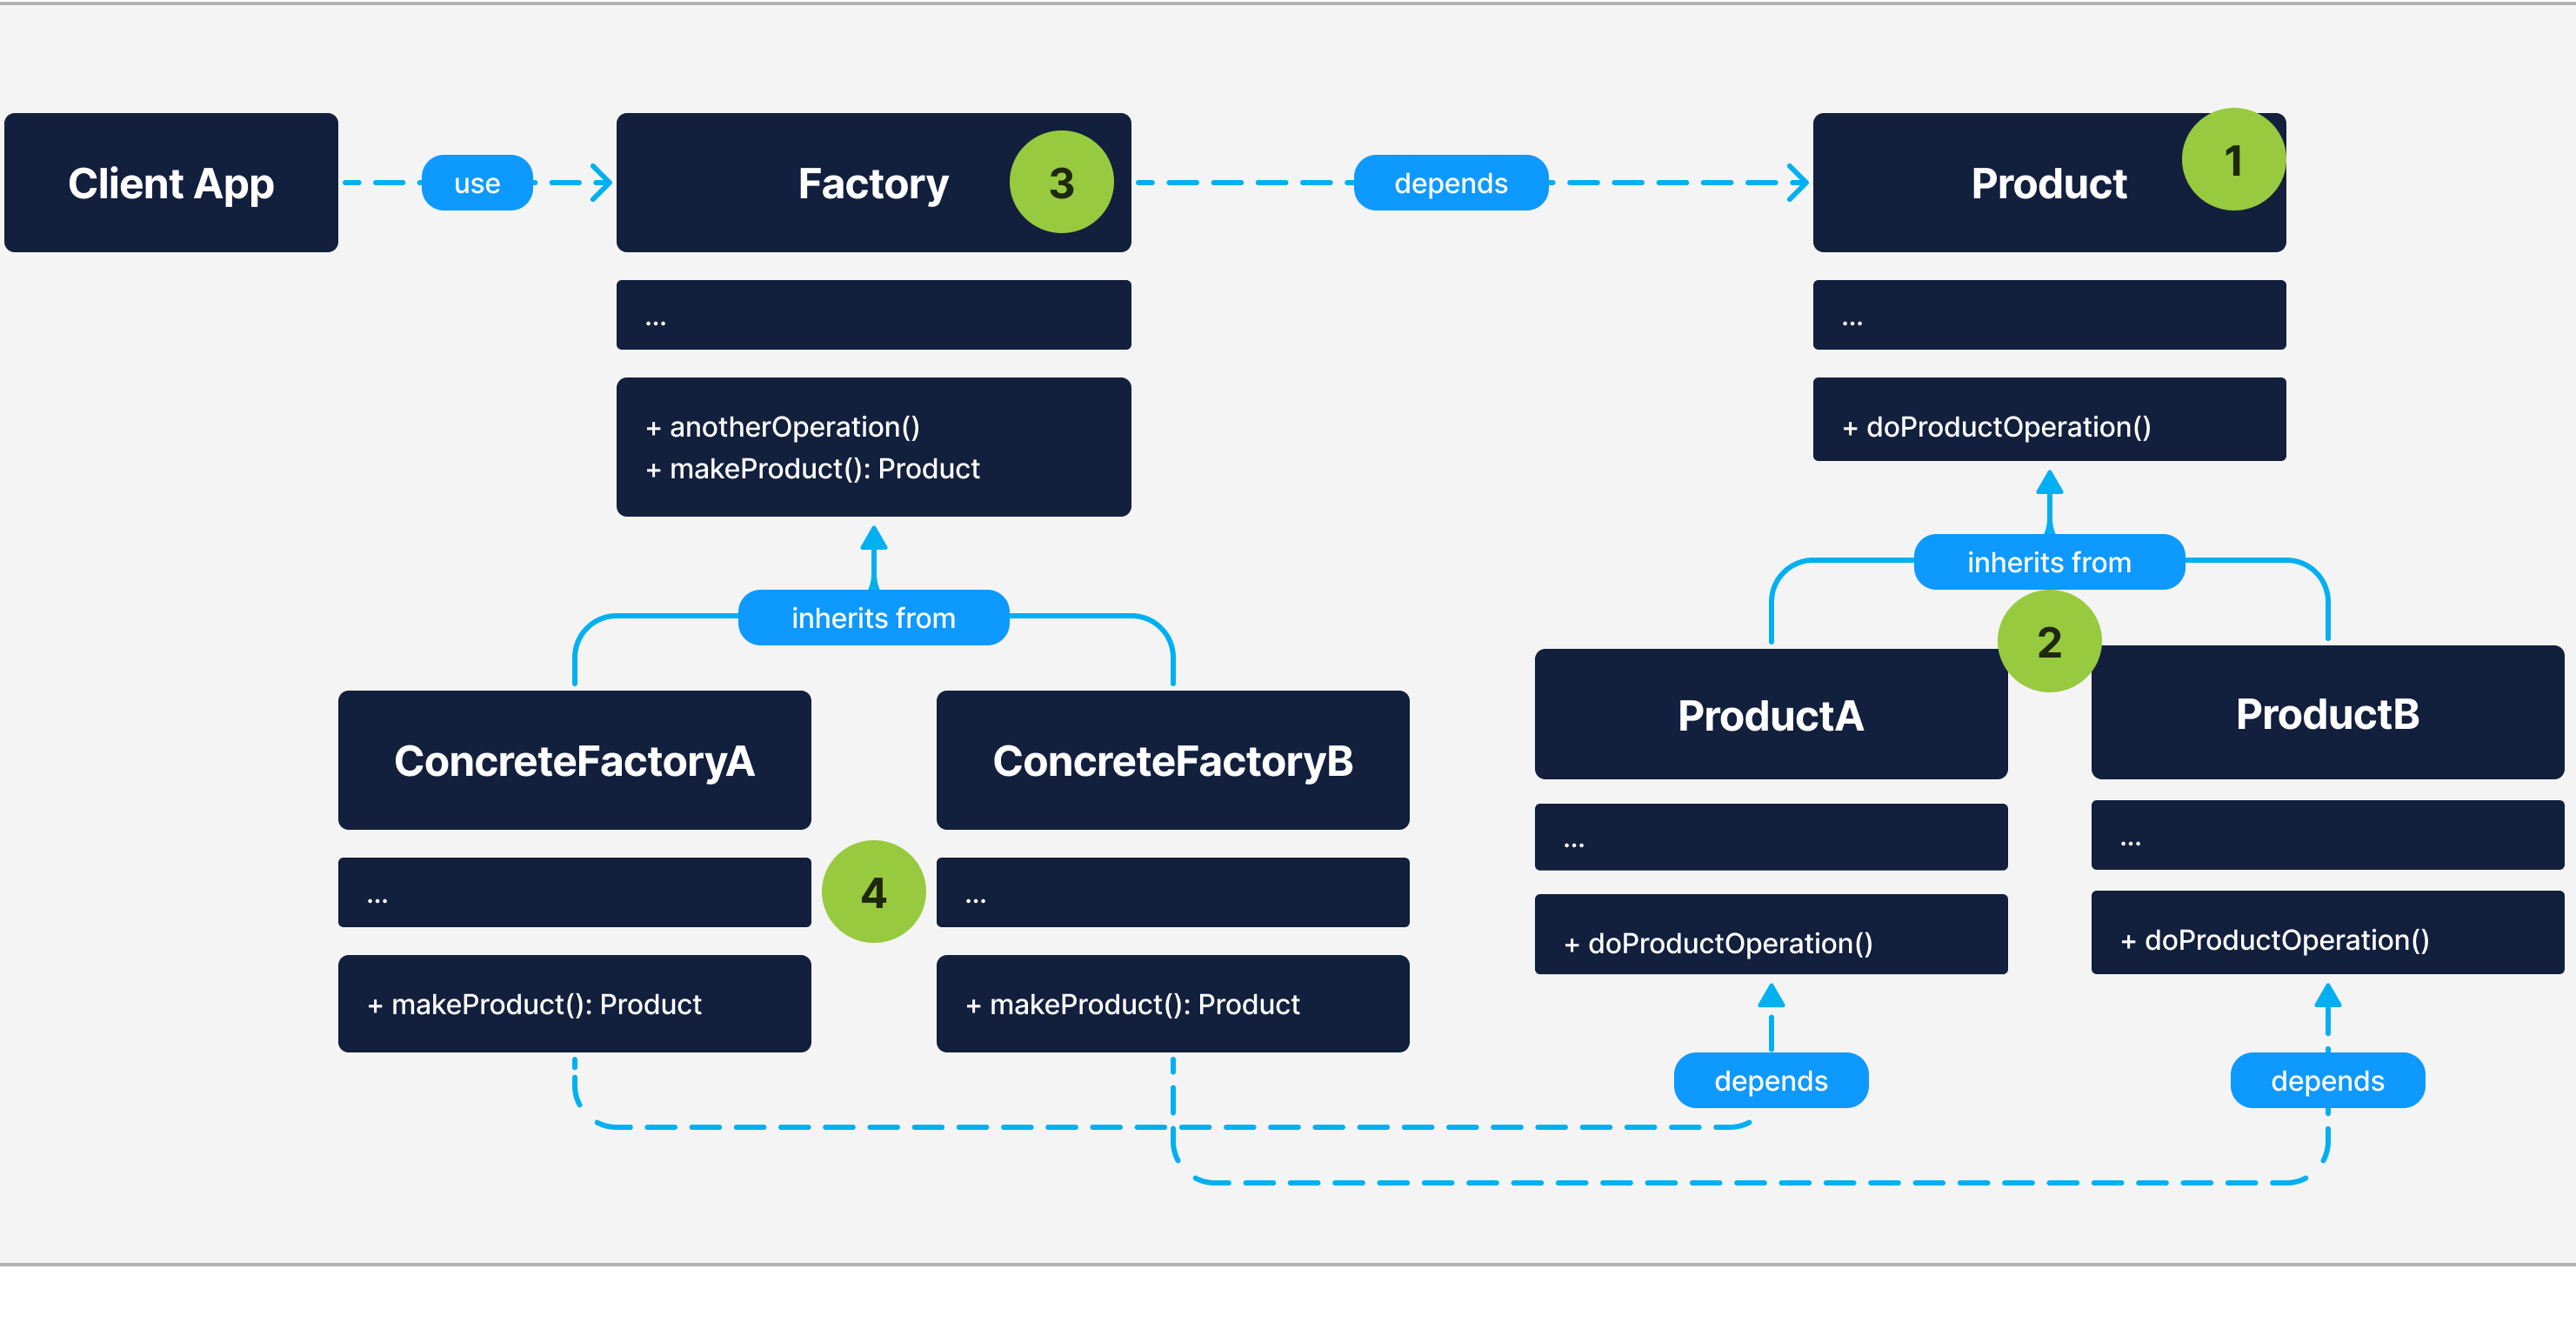 Client App
use
Factory
3
depends
Product
1
...
...
+ anotherOperation()
+ makeProduct(): Product
+ doProductOperation()
inherits from
inherits from
2
ConcreteFactoryA
ConcreteFactoryB
ProductA
ProductB
...
4
...
...
...
+ makeProduct(): Product
+ makeProduct(): Product
+ doProductOperation()
+ doProductOperation()
depends
depends